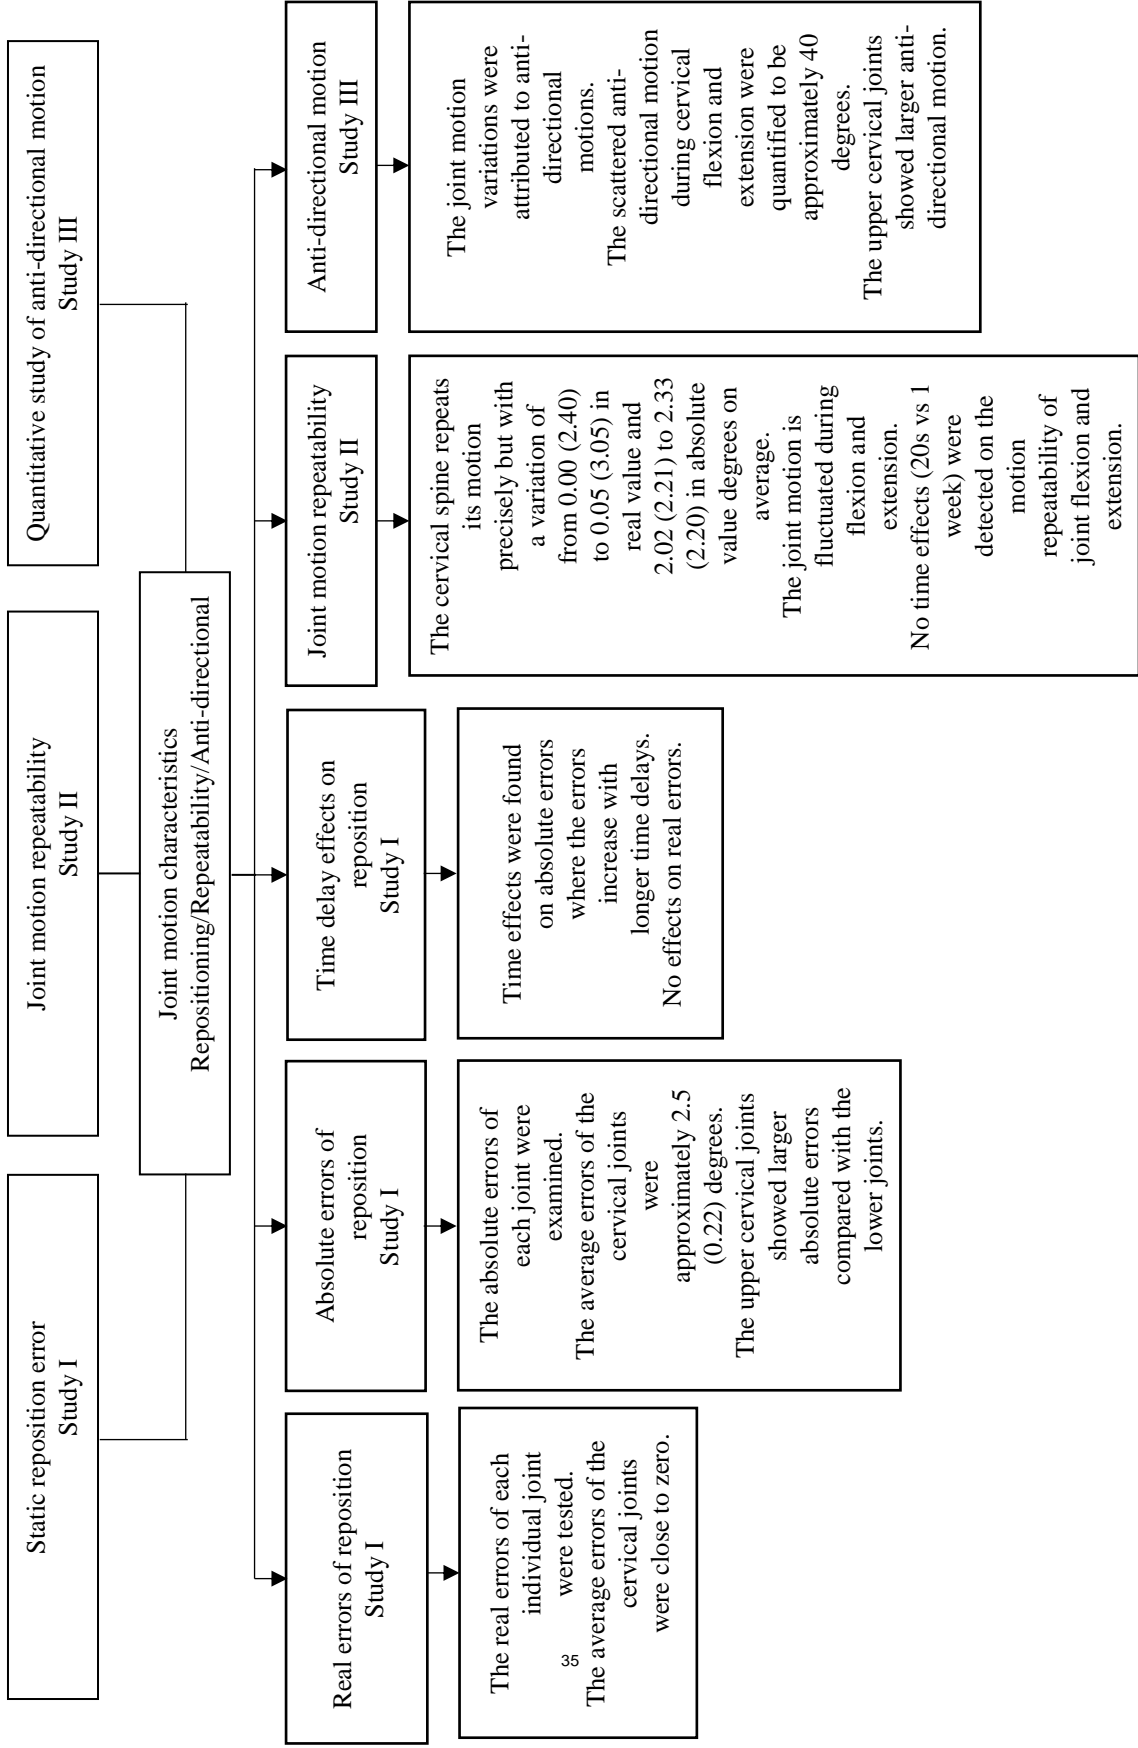 Static reposition error
Study I
Joint motion repeatability
Study II
Quantitative study of anti-directional motion
Study III
Joint motion characteristics
Repositioning/Repeatability/Anti-directional
Real errors of reposition
Study I
Absolute errors of
reposition
Study I
Time delay effects on
reposition
Study I
Joint motion repeatability
Study II
Anti-directional motion
Study III
The real errors of each
individual joint
were tested.
The average errors of the
cervical joints
were close to zero.
The absolute errors of
each joint were
examined.
The average errors of the
cervical joints
were
approximately 2.5
(0.22) degrees.
The upper cervical joints
showed larger
absolute errors
compared with the
lower joints.
Time effects were found
on absolute errors
where the errors
increase with
longer time delays.
No effects on real errors.
The cervical spine repeats
its motion
precisely but with
a variation of
from 0.00 (2.40)
to 0.05 (3.05) in
real value and
2.02 (2.21) to 2.33
(2.20) in absolute
value degrees on
average.
The joint motion is
fluctuated during
flexion and
extension.
No time effects (20s vs 1
week) were
detected on the
motion
repeatability of
joint flexion and
extension.
The joint motion
variations were
attributed to anti-
directional
motions.
The scattered anti-
directional motion
during cervical
flexion and
extension were
quantified to be
approximately 40
degrees.
The upper cervical joints
showed larger anti-
directional motion.
35